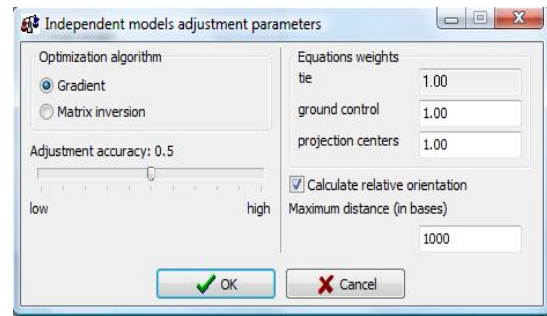 Independent models adjustment parameters
Optimization algorithm
Gradient
Matrix inversion
Adjustment accuracy: 0.5
low high
Equations weights
tie 1.00
ground control 1.00
projection centers 1.00
Calculate relative orientation
Maximum distance (in bases)
1000
OK Cancel